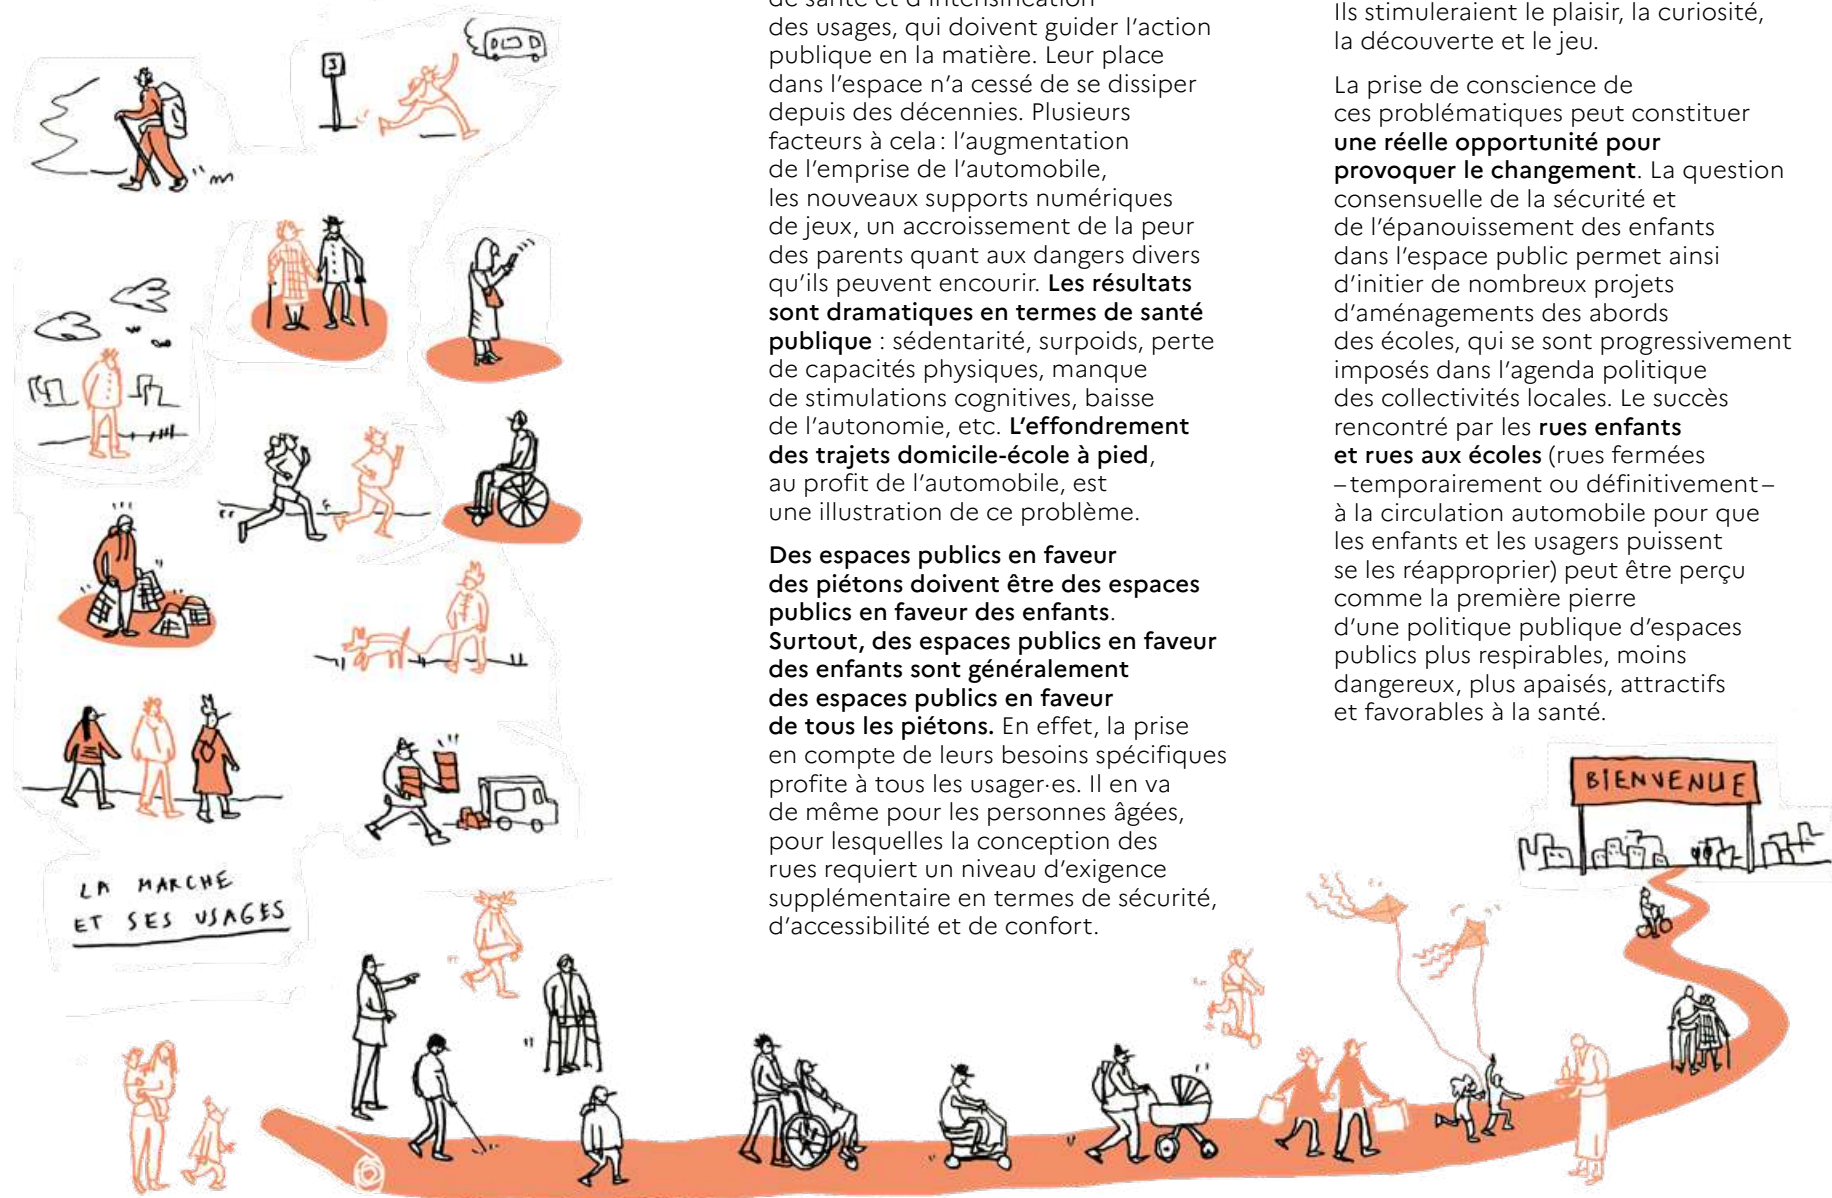 de santé et d'intensification
des usages, qui doivent guider l'action
publique en la matière. Leur place
dans l'espace n'a cessé de se dissiper
depuis des décennies. Plusieurs
facteurs à cela : l'augmentation
de l'emprise de l'automobile,
les nouveaux supports numériques
de jeux, un accroissement de la peur
des parents quant aux dangers divers
qu'ils peuvent encourir. Les résultats
sont dramatiques en termes de santé
publique : sédentarité, surpoids, perte
de capacités physiques, manque
de stimulations cognitives, baisse
de l'autonomie, etc. L'effondrement
des trajets domicile-école à pied,
au profit de l'automobile, est
une illustration de ce problème.
Des espaces publics en faveur
des piétons doivent être des espaces
publics en faveur des enfants.
Surtout, des espaces publics en faveur
des enfants sont généralement
des espaces publics en faveur
de tous les piétons. En effet, la prise
en compte de leurs besoins spécifiques
profite à tous les usager·es. Il en va
de même pour les personnes âgées,
pour lesquelles la conception des
rues requiert un niveau d'exigence
supplémentaire en termes de sécurité,
d'accessibilité et de confort.
Ils stimuleraient le plaisir, la curiosité,
la découverte et le jeu.
La prise de conscience de
ces problématiques peut constituer
une réelle opportunité pour
provoquer le changement. La question
consensuelle de la sécurité et
de l'épanouissement des enfants
dans l'espace public permet ainsi
d'initier de nombreux projets
d'aménagements des abords
des écoles, qui se sont progressivement
imposés dans l'agenda politique
des collectivités locales. Le succès
rencontré par les rues enfants
et rues aux écoles (rues fermées
–temporairement ou définitivement–
à la circulation automobile pour que
les enfants et les usagers puissent
se les réapproprier) peut être perçu
comme la première pierre
d'une politique publique d'espaces
publics plus respirables, moins
dangereux, plus apaisés, attractifs
et favorables à la santé.
3
LA MARCHE
ET SES USAGES
BIENVENUE